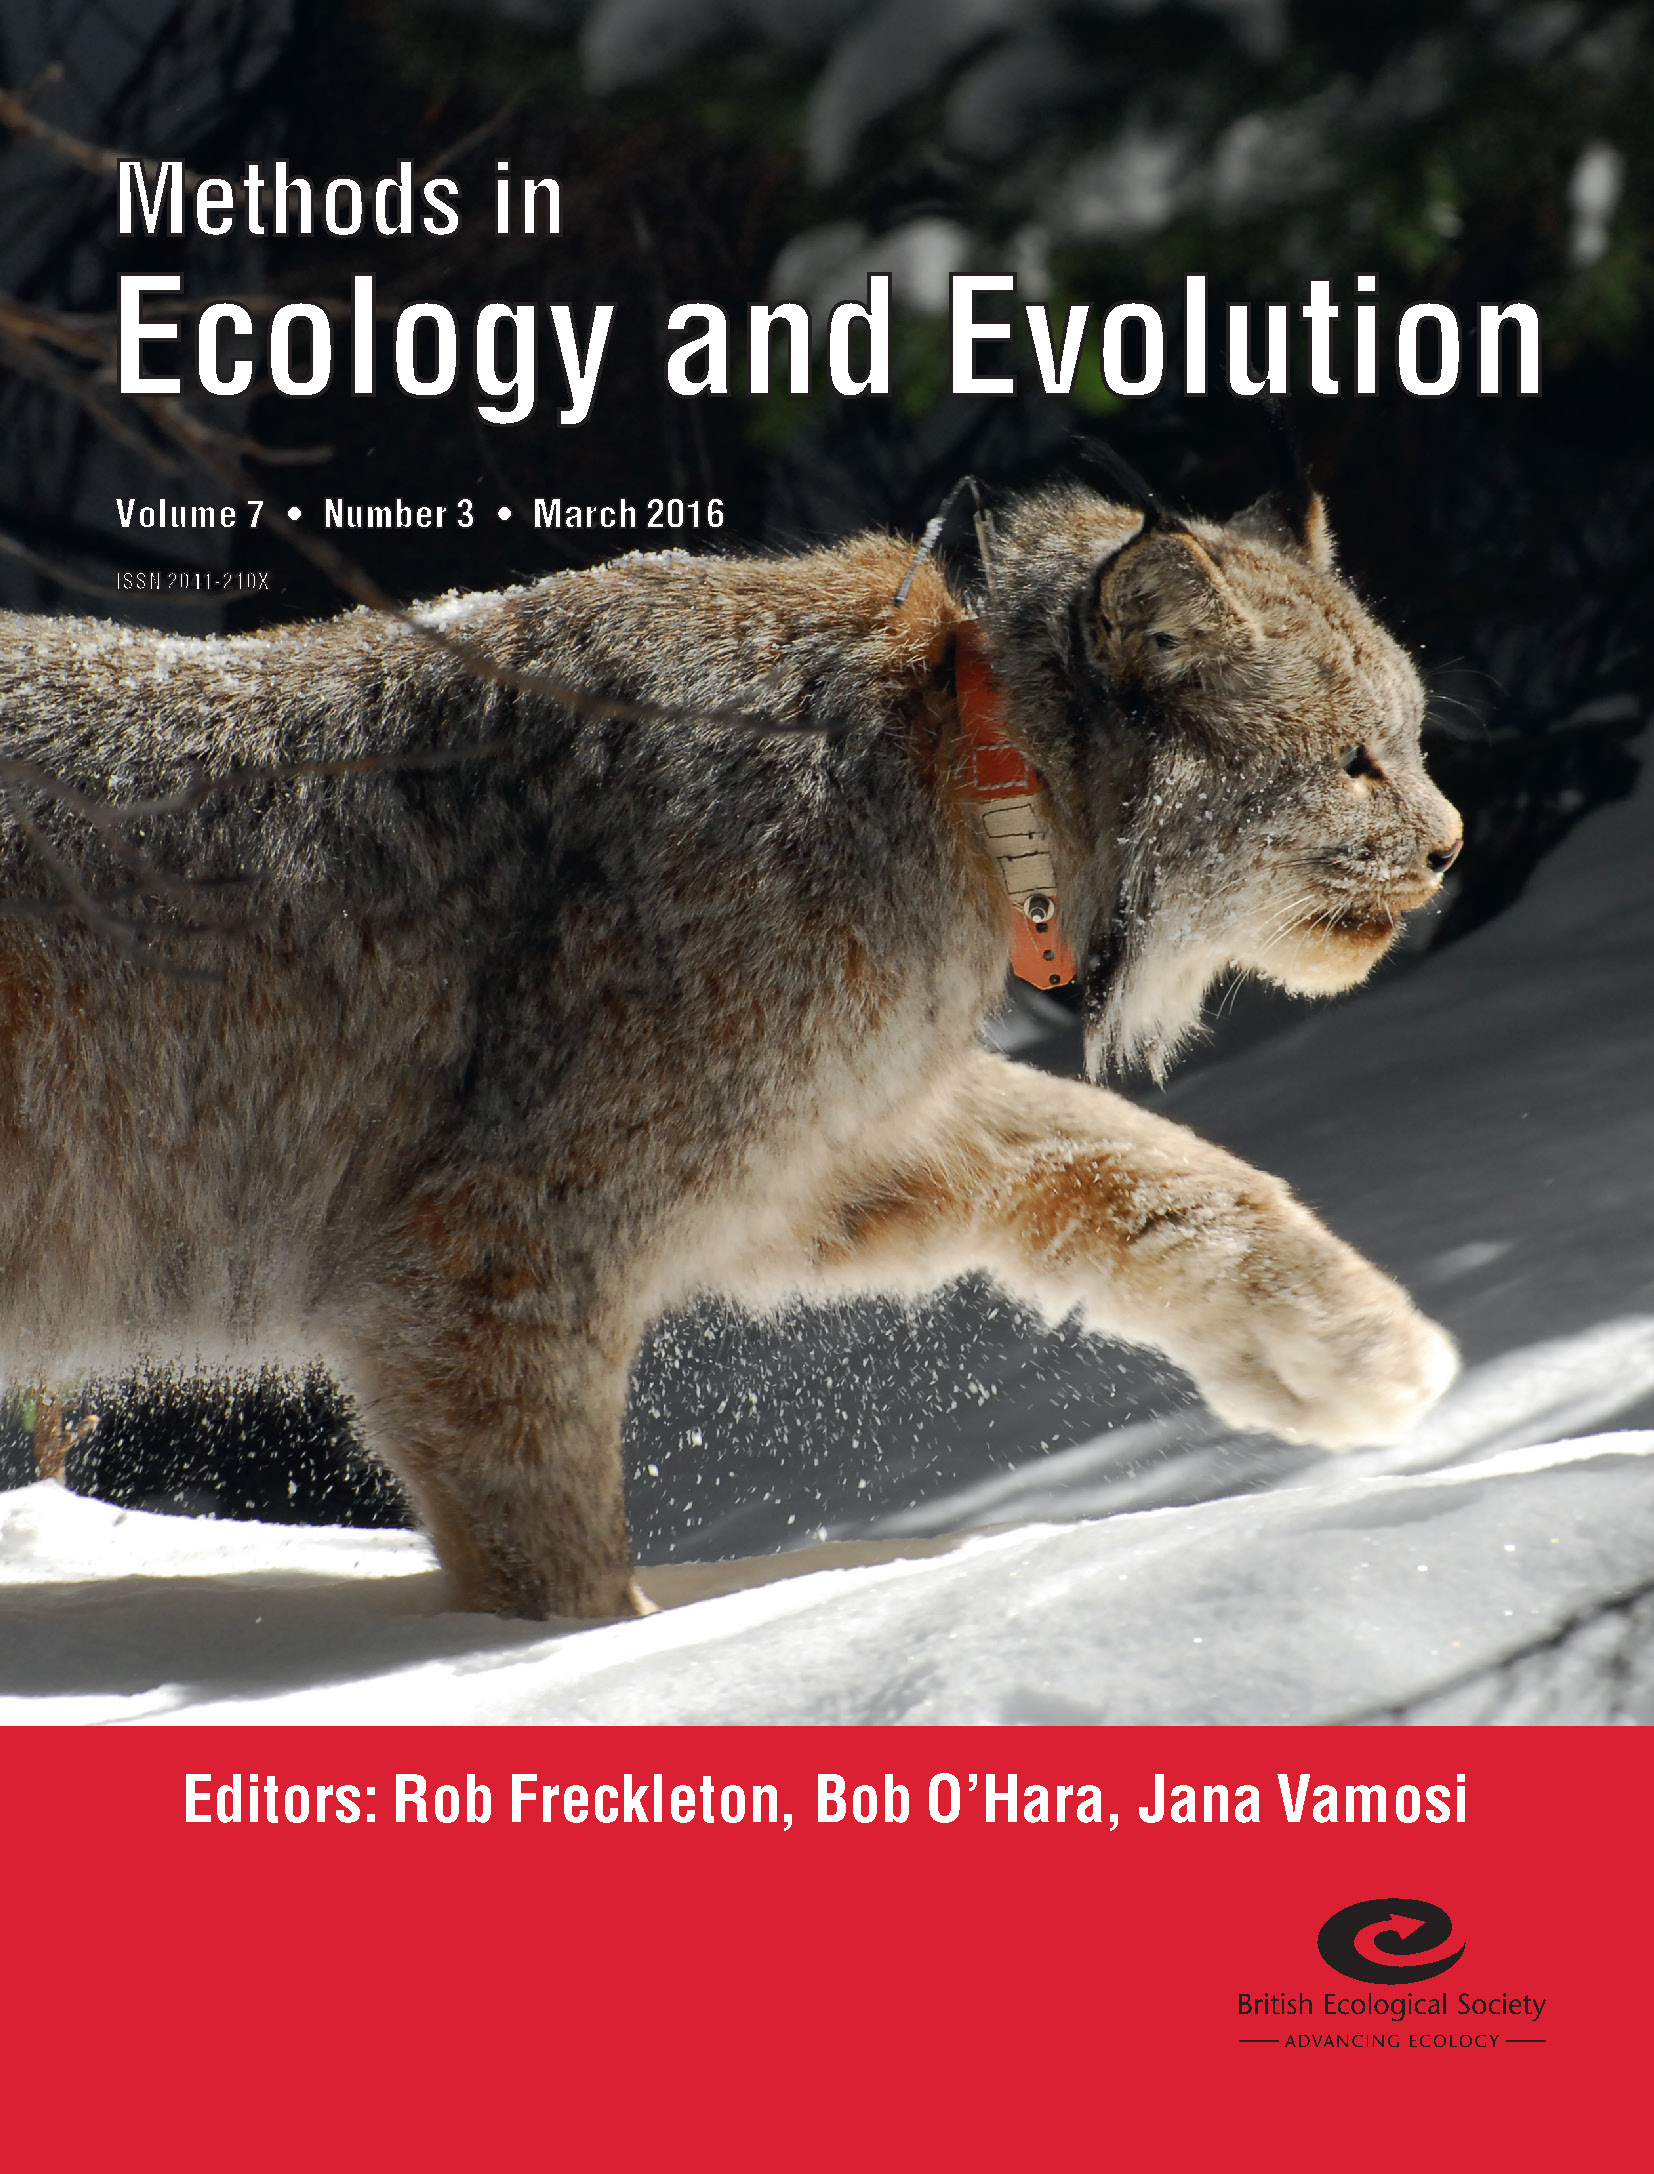 Methods in
Ecology and Evolution
Volume 7 • Number 3 • March 2016
ISSN 2011-210X
Editors: Rob Freckleton, Bob O’Hara, Jana Vamosi
British Ecological Society
ADVANCING ECOLOGY